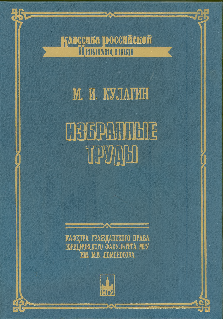 Классика российской
цивилистики
М. И. КУЛАГИН
ИЗБРАННЫЕ
ТРУДЫ
КАФЕДРА ГРАЖДАНСКОГО ПРАВА
ЮРИДИЧЕСКОГО ФАКУЛЬТЕТА МГУ
ИМ. М.В. ЛОМОНОСОВА